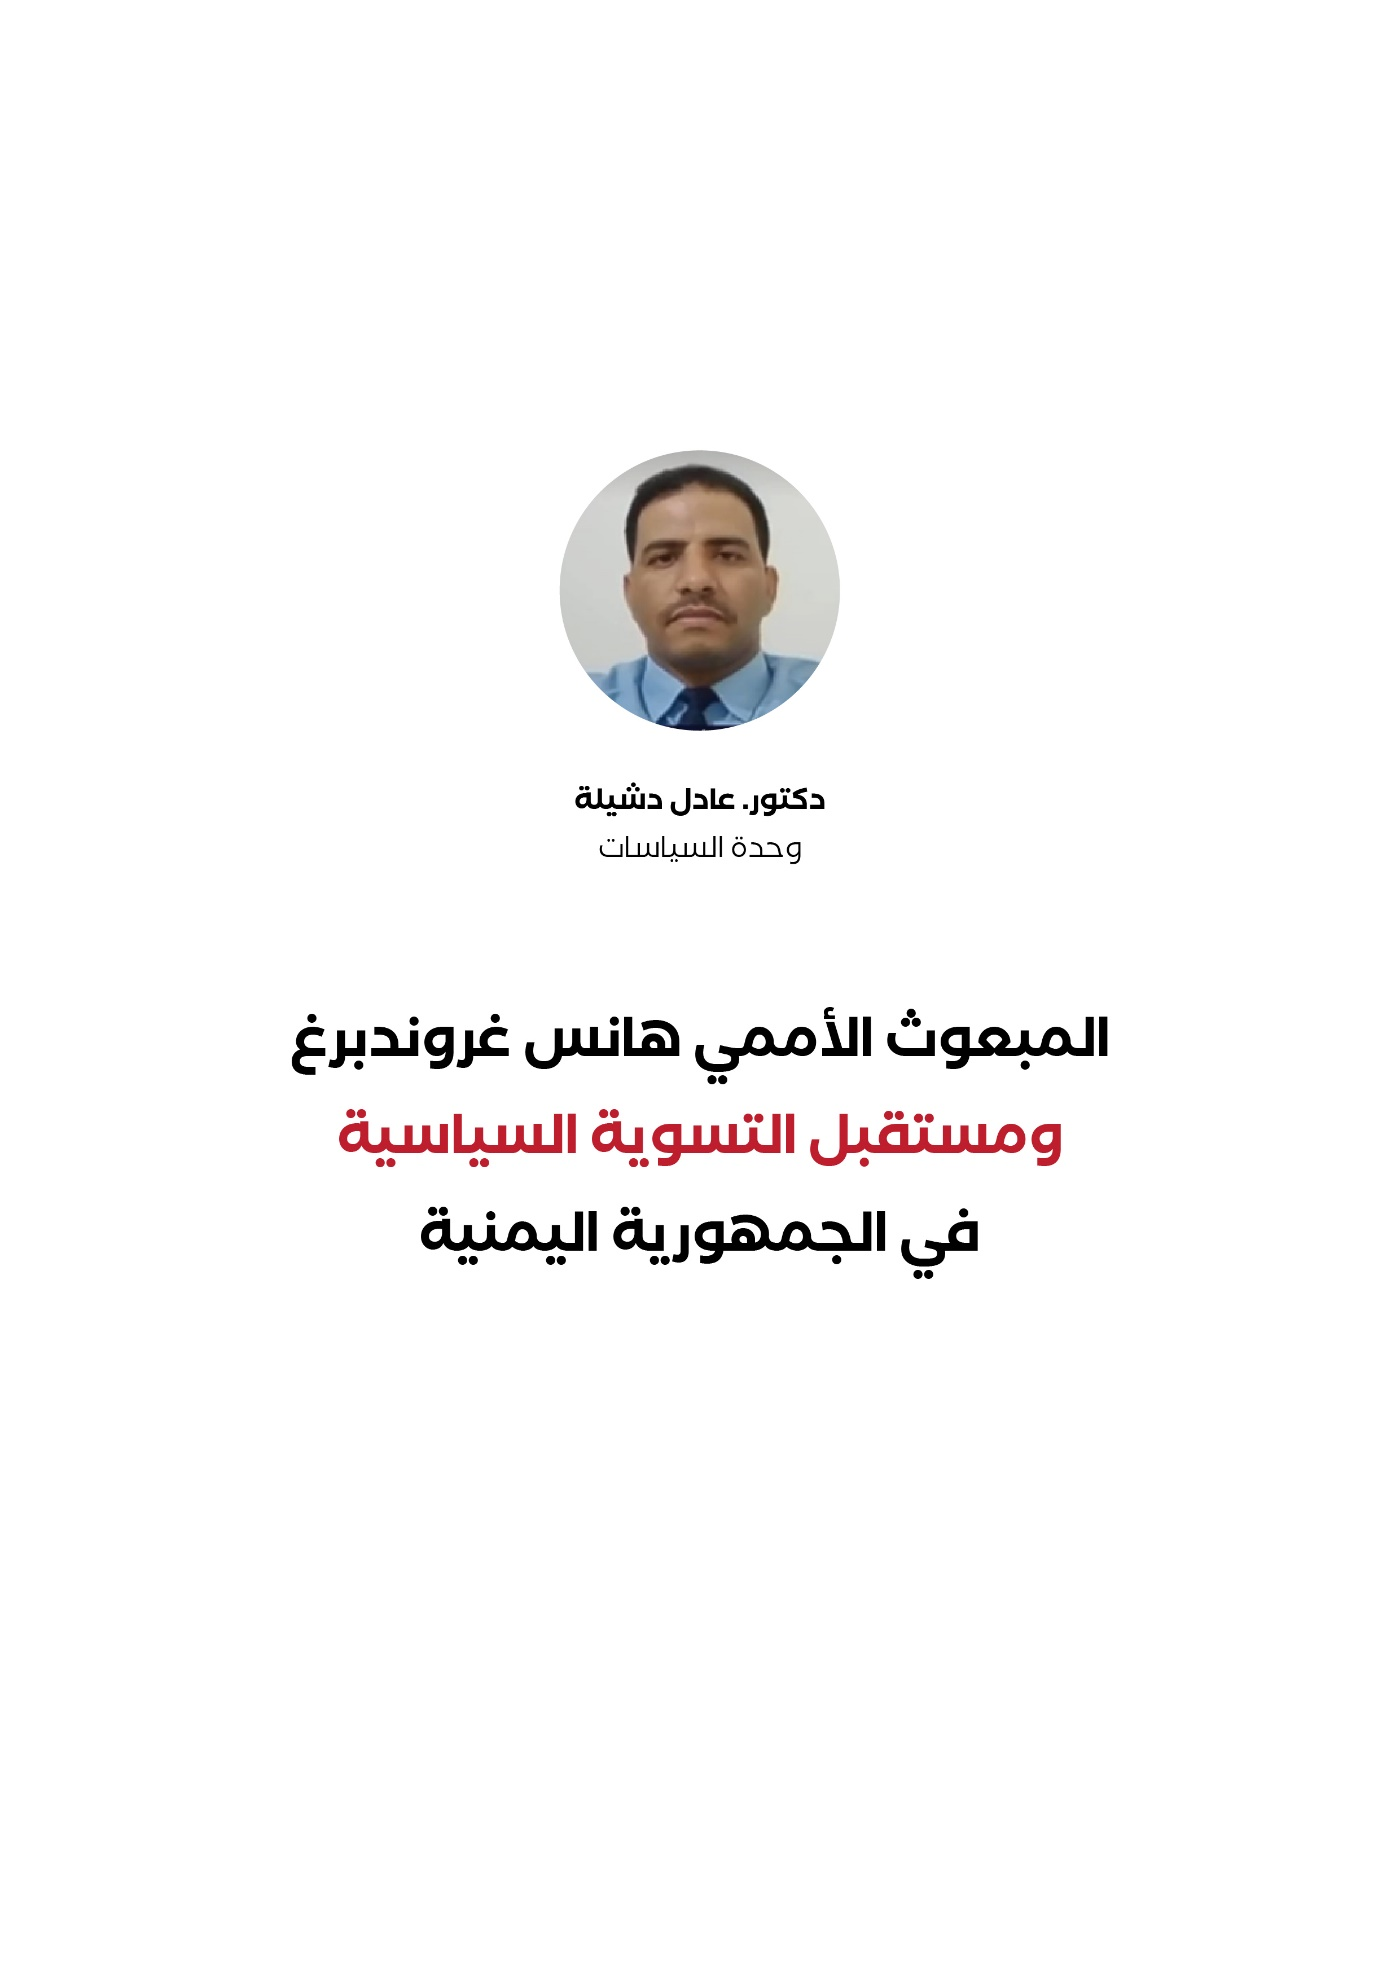 دكتور. عادل دشيلة
وحدة السياسات
المبعوث الأممي هانس غروندبرغ
ومستقبل التسوية السياسية
في الجمهورية اليمنية